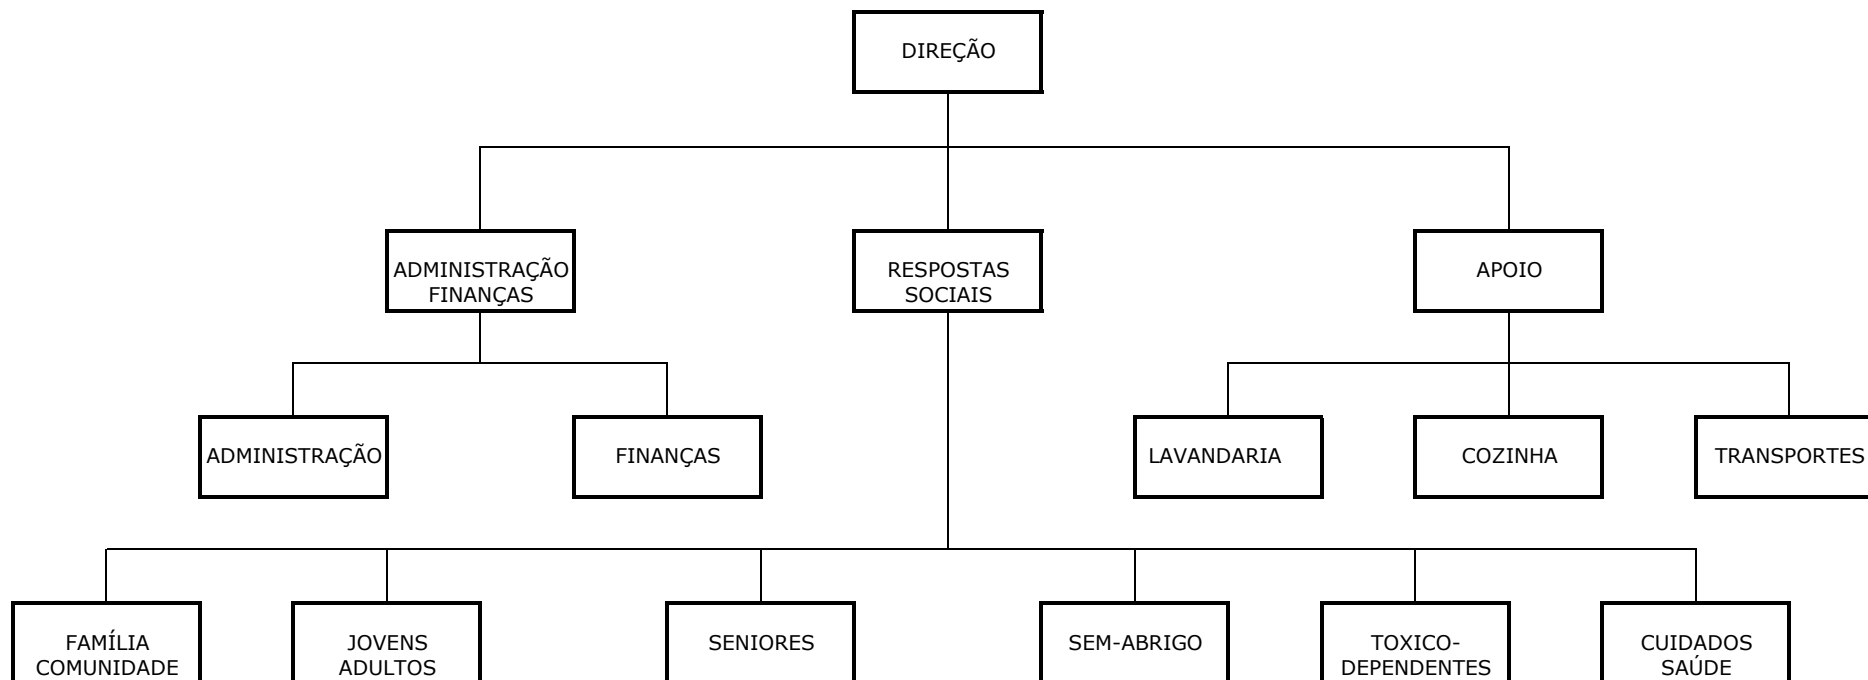 DIREÇÃO
ADMINISTRAÇÃO
FINANÇAS
RESPOSTAS
SOCIAIS
APOIO
ADMINISTRAÇÃO
FINANÇAS
LAVANDARIA
COZINHA
TRANSPORTES
FAMÍLIA
COMUNIDADE
JOVENS
ADULTOS
SENIORES
SEM-ABRIGO
TOXICO-
DEPENDENTES
CUIDADOS
SAÚDE